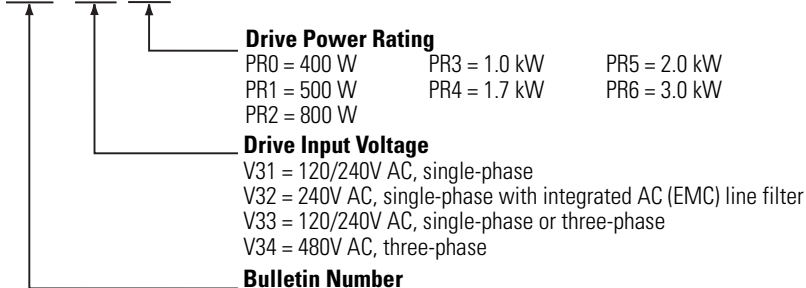 Drive Power Rating
PR0 = 400 W PR3 = 1.0 kW PR5 = 2.0 kW
PR1 = 500 W PR4 = 1.7 kW PR6 = 3.0 kW
PR2 = 800 W
Drive Input Voltage
V31 = 120/240V AC, single-phase
V32 = 240V AC, single-phase with integrated AC (EMC) line filter
V33 = 120/240V AC, single-phase or three-phase
V34 = 480V AC, three-phase
Bulletin Number